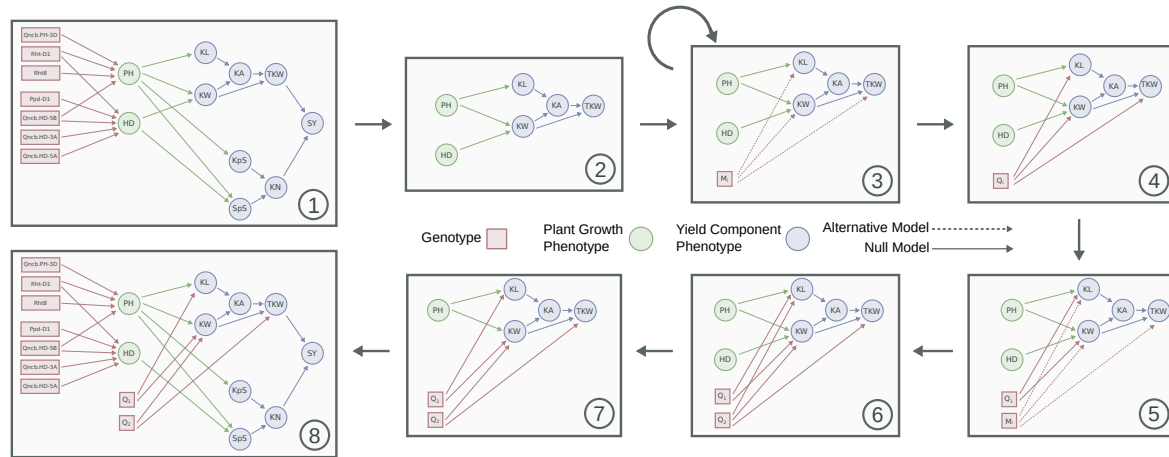 Qncb.PH-3D
Rht-D1
Rht8
Ppd-D1
Qncb.HD-5B
Qncb.HD-3A
Qncb.HD-5A
PH
HD
KL
KA
KW
TKW
SY
KpS
KN
SpS
1
PH
HD
KL
KA
KW
TKW
2
PH
HD
KL
KA
KW
TKW
Mᵢ
3
PH
HD
KL
KA
KW
TKW
Qᵢ
4
Genotype
Plant Growth
Phenotype
Yield Component
Phenotype
Alternative Model
Null Model
Qncb.PH-3D
Rht-D1
Rht8
Ppd-D1
Qncb.HD-5B
Qncb.HD-3A
Qncb.HD-5A
PH
HD
KL
KA
KW
TKW
SY
Q₁
Q₂
KpS
KN
SpS
8
PH
KL
KA
KW
TKW
Q₁
Q₂
7
PH
HD
KL
KA
KW
TKW
Q₁
Q₂
6
PH
HD
KL
KA
KW
TKW
Q₁
Mᵢ
5